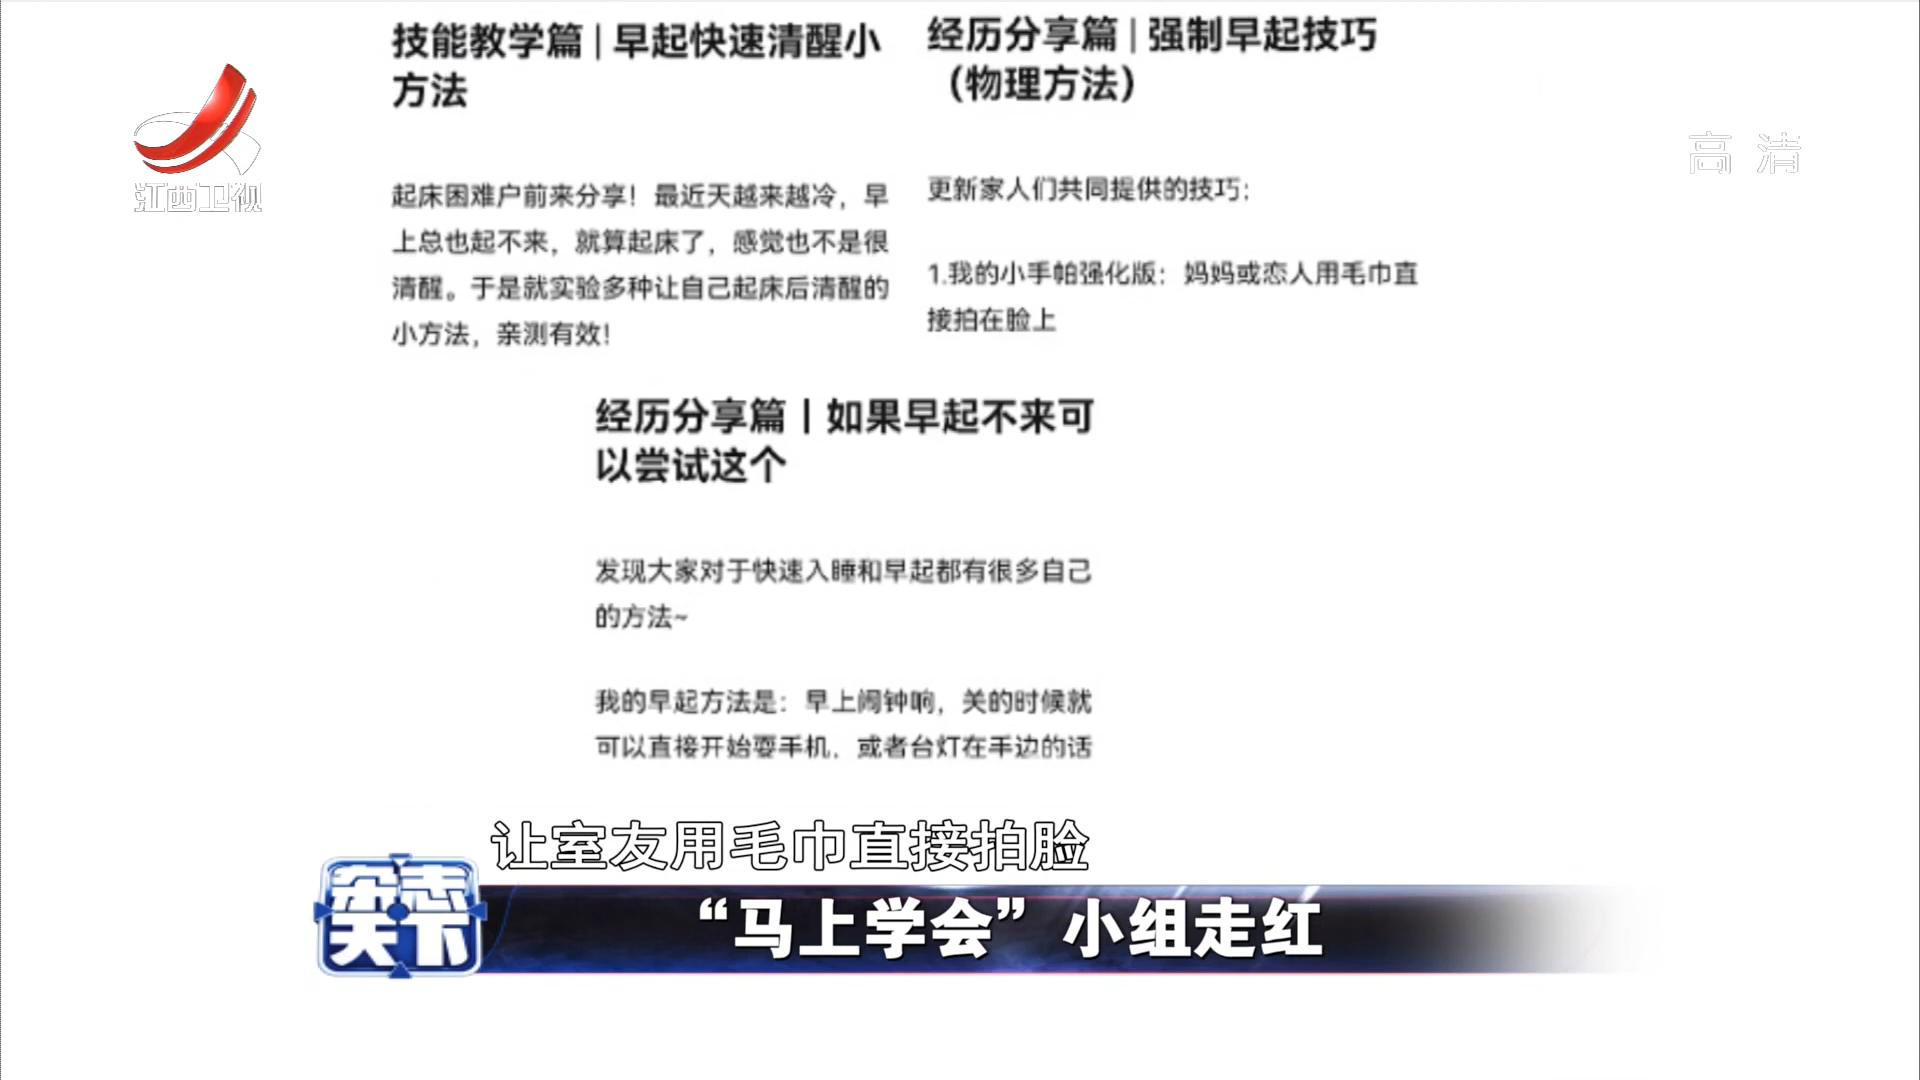 技能教学篇 | 早起快速清醒小
方法
起床困难户前来分享！最近天越来越冷，早
上总也起不来，就算起床了，感觉也不是很
清醒。于是就实验多种让自己起床后清醒的
小方法，亲测有效！
经历分享篇 | 强制早起技巧
（物理方法）
更新家人们共同提供的技巧：
1.我的小手帕强化版：妈妈或恋人用毛巾直
接拍在脸上
江西卫视
高清
经历分享篇丨如果早起不来可
以尝试这个
发现大家对于快速入睡和早起都有很多自己
的方法~
我的早起方法是：早上闹钟响，关的时候就
可以直接开始耍手机，或者台灯在手边的话
让室友用毛巾直接拍脸
杂志
天下
“马上学会”小组走红